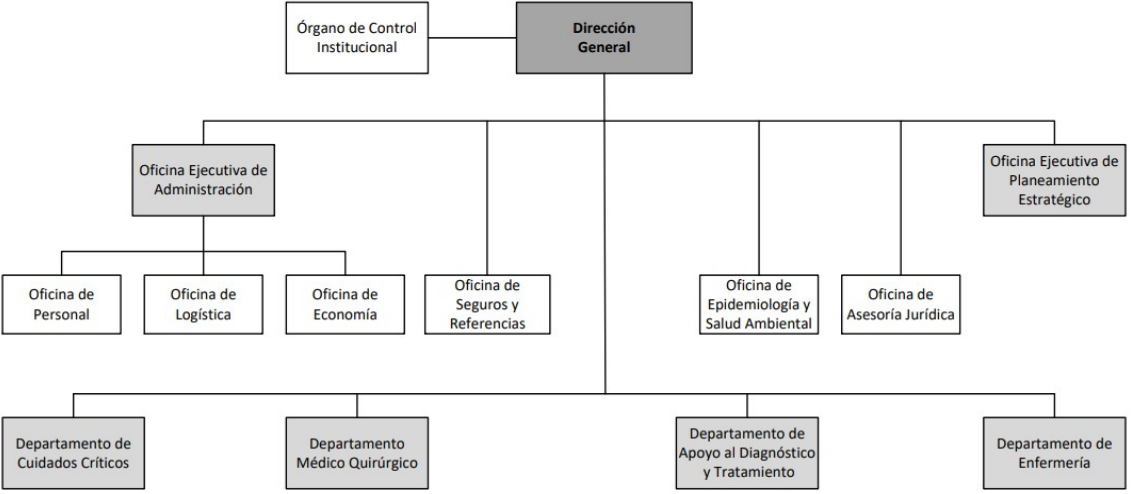 Órgano de Control
Institucional
Dirección
General
Oficina Ejecutiva de
Administración
Oficina Ejecutiva de
Planeamiento
Estratégico
Oficina de
Personal
Oficina de
Logística
Oficina de
Economía
Oficina de
Seguros y
Referencias
Oficina de
Epidemiología y
Salud Ambiental
Oficina de
Asesoría Jurídica
Departamento de
Cuidados Críticos
Departamento
Médico Quirúrgico
Departamento de
Apoyo al Diagnóstico
y Tratamiento
Departamento de
Enfermería